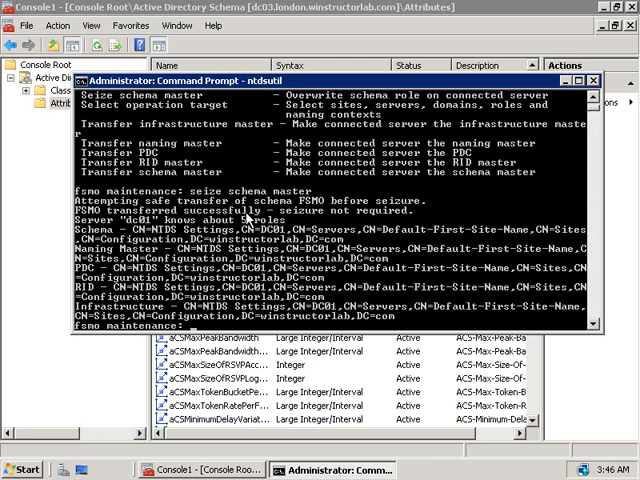 Console1 - [Console Root\Active Directory Schema [dc03.london.winstructorlab.com]\Attributes]
File Action View Favorites Window Help
Console Root
Active Di
Class
Attrib
Name Syntax Status Description
Actions
Administrator: Command Prompt - ntdsutil
Seize schema master - Overwrite schema role on connected server
Select operation target - Select sites, servers, domains, roles and
naming contexts
Transfer infrastructure master - Make connected server the infrastructure maste
r
Transfer naming master - Make connected server the naming master
Transfer PDC - Make connected server the PDC
Transfer RID master - Make connected server the RID master
Transfer schema master - Make connected server the schema master
fsmo maintenance: seize schema master
Attempting safe transfer of schema FSMO before seizure.
FSMO transferred successfully - seizure not required.
Server "dc01" knows about 5 roles
Schema - CN=NTDS Settings,CN=DC01,CN=Servers,CN=Default-First-Site-Name,CN=Sites
,CN=Configuration,DC=winstructorlab,DC=com
Naming Master - CN=NTDS Settings,CN=DC01,CN=Servers,CN=Default-First-Site-Name,C
N=Sites,CN=Configuration,DC=winstructorlab,DC=com
PDC - CN=NTDS Settings,CN=DC01,CN=Servers,CN=Default-First-Site-Name,CN=Sites,CN
=Configuration,DC=winstructorlab,DC=com
RID - CN=NTDS Settings,CN=DC01,CN=Servers,CN=Default-First-Site-Name,CN=Sites,CN
=Configuration,DC=winstructorlab,DC=com
Infrastructure - CN=NTDS Settings,CN=DC01,CN=Servers,CN=Default-First-Site-Name,
CN=Sites,CN=Configuration,DC=winstructorlab,DC=com
fsmo maintenance: _
ons
aCSMaxPeakBandwidth Large Integer/Interval Active ACS-Max-Peak-Ba
aCSMaxPeakBandwidth... Large Integer/Interval Active ACS-Max-Peak-B
aCSMaxSizeOfRSVPAcc... Integer Active ACS-Max-Size-Of-
aCSMaxSizeOfRSVPLog... Integer Active ACS-Max-Size-Of-
aCSMaxTokenBucketPe... Large Integer/Interval Active ACS-Max-Token-B
aCSMaxTokenRatePerF... Large Integer/Interval Active ACS-Max-Token-R
aCSMinimumDelayVariat... Large Integer/Interval Active ACS-Minimum-Del
Start
Console1 - [Console Root...
Administrator: Comm...
3:46 AM